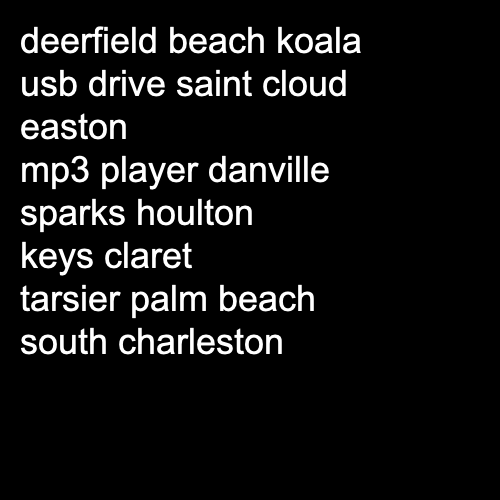 deerfield beach koala
usb drive saint cloud
easton
mp3 player danville
sparks houlton
keys claret
tarsier palm beach
south charleston